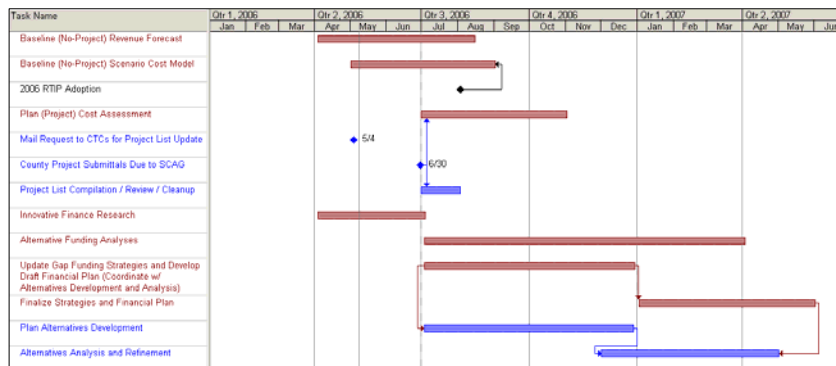 Task Name
Qtr 1, 2006 Qtr 2, 2006 Qtr 3, 2006 Qtr 4, 2006 Qtr 1, 2007 Qtr 2, 2007
Jan Feb Mar Apr May Jun Jul Aug Sep Oct Nov Dec Jan Feb Mar Apr May Jun
Baseline (No-Project) Revenue Forecast
Baseline (No-Project) Scenario Cost Model
2006 RTIP Adoption
Plan (Project) Cost Assessment
Mail Request to CTCs for Project List Update
5/4
County Project Submittals Due to SCAG
6/30
Project List Compilation / Review / Cleanup
Innovative Finance Research
Alternative Funding Analyses
Update Gap Funding Strategies and Develop
Draft Financial Plan (Coordinate w/
Alternatives Development and Analysis)
Finalize Strategies and Financial Plan
Plan Alternatives Development
Alternatives Analysis and Refinement